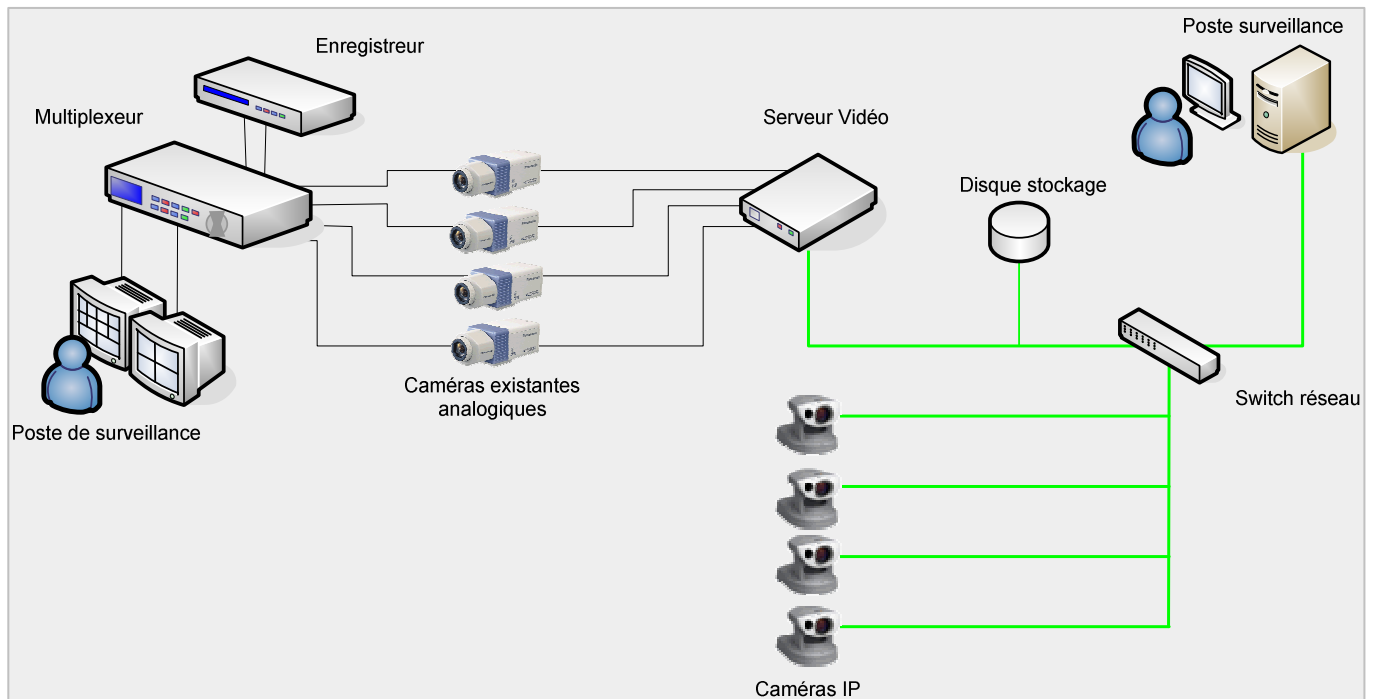 Poste surveillance
Enregistreur
Multiplexeur
Serveur Vidéo
Disque stockage
Caméras existantes
analogiques
Switch réseau
Poste de surveillance
Caméras IP